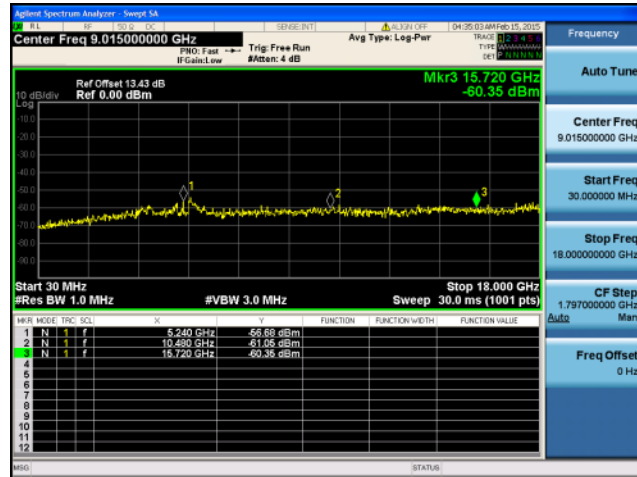 Agilent Spectrum Analyzer - Swept SA
RL RF 50 Ω DC SENSE:INT ALIGN OFF 04:35:03 AM Feb 15, 2015
Center Freq 9.015000000 GHz
PNO: Fast
IFGain:Low
Trig: Free Run
#Atten: 4 dB
Avg Type: Log-Pwr
TRACE 1 2 3 4 5 6
TYPE
DET P N N N N N
Ref Offset 13.43 dB
10 dB/div Ref 0.00 dBm
Mkr3 15.720 GHz
-60.35 dBm
Log
-10.0
-20.0
-30.0
-40.0
-50.0
-60.0
-70.0
-80.0
-90.0
1
2
3
Start 30 MHz Stop 18.000 GHz
#Res BW 1.0 MHz #VBW 3.0 MHz Sweep 30.0 ms (1001 pts)
MKR MODE TRC SCL X Y FUNCTION FUNCTION WIDTH FUNCTION VALUE
1 N 1 f 5.240 GHz -56.68 dBm
2 N 1 f 10.480 GHz -61.05 dBm
3 N 1 f 15.720 GHz -60.35 dBm
4
5
6
7
8
9
10
11
12
MSG STATUS
Frequency
Auto Tune
Center Freq
9.015000000 GHz
Start Freq
30.000000 MHz
Stop Freq
18.000000000 GHz
CF Step
1.797000000 GHz
Auto Man
Freq Offset
0 Hz